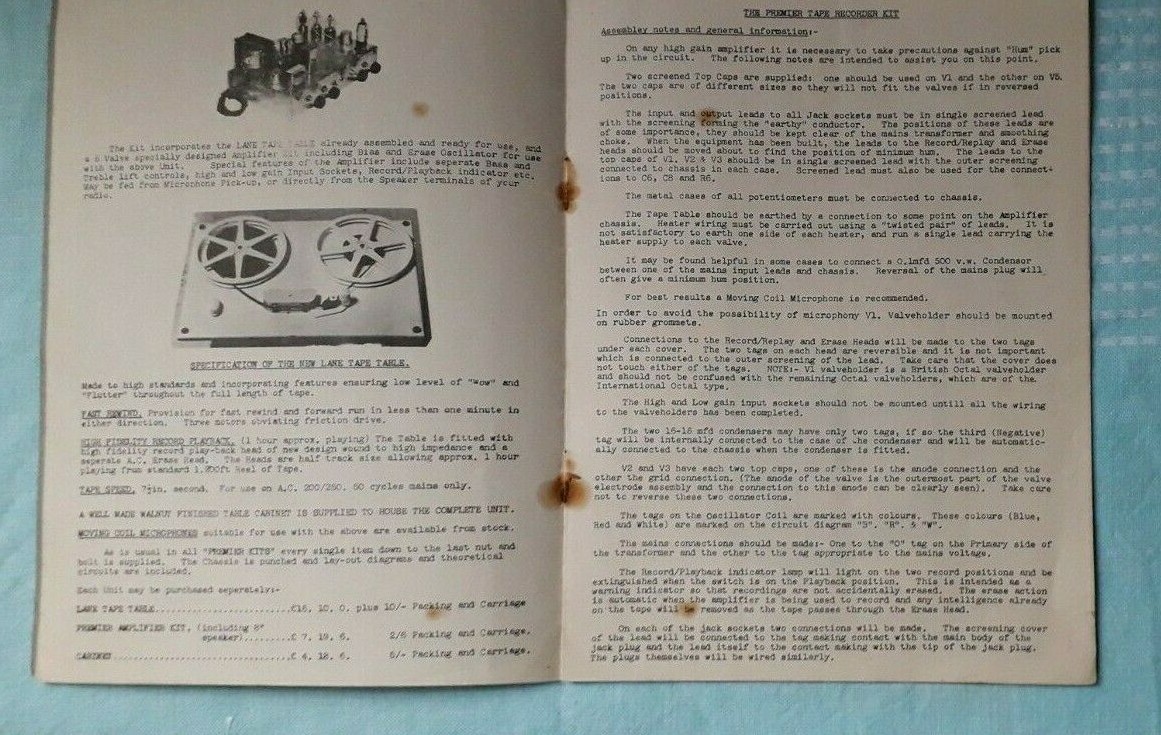 The Kit incorporates the LANE TAPE TABLE already assembled and ready for use, and
a 6 Valve specially designed Amplifier Kit including Bias and Erase Oscillator for use
with the above Unit. Special features of the Amplifier include seperate Bass and
Treble lift controls, high and low gain Input Sockets, Record/Playback indicator etc.
May be fed from Microphone Pick-up, or directly from the Speaker terminals of your
radio.
SPECIFICATION OF THE NEW LANE TAPE TABLE.
Made to high standards and incorporating features ensuring low level of "Wow" and
"Flutter" throughout the full length of tape.
FAST REWIND. Provision for fast rewind and forward run in less than one minute in
either direction. Three motors obviating friction drive.
HIGH FIDELITY RECORD PLAYBACK. (1 hour approx. playing) The Table is fitted with
high fidelity record play-back head of new design wound to high impedance and a
seperate A.C. Erase Head. The Heads are half track size allowing approx. 1 hour
playing from standard 1,200ft Reel of Tape.
TAPE SPEED. 7½in. second. For use on A.C. 200/250. 50 cycles mains only.
A WELL MADE WALNUT FINISHED TABLE CABINET IS SUPPLIED TO HOUSE THE COMPLETE UNIT.
MOVING COIL MICROPHONES suitable for use with the above are available from stock.
As is usual in all "PREMIER KITS" every single item down to the last nut and
bolt is supplied. The Chassis is punched and lay-out diagrams and theoretical
circuits are included.
Each Unit may be purchased seperately:-
LANE TAPE TABLE.......................£16. 10. 0. plus 10/- Packing and Carriage
PREMIER AMPLIFIER KIT. (including 8"
speaker)..........£ 7. 19. 6. 2/6 Packing and Carriage.
CABINET...............................£ 4. 18. 6. 5/- Packing and Carriage.
THE PREMIER TAPE RECORDER KIT
Assembley notes and general information:-
On any high gain amplifier it is necessary to take precautions against "Hum" pick
up in the circuit. The following notes are intended to assist you on this point.
Two screened Top Caps are supplied: one should be used on V1 and the other on V5.
The two caps are of different sizes so they will not fit the valves if in reversed
positions.
The input and output leads to all Jack sockets must be in single screened lead
with the screening forming the "earthy" conductor. The positions of these leads are
of some importance, they should be kept clear of the mains transformer and smoothing
choke. When the equipment has been built, the leads to the Record/Replay and Erase
heads should be moved about to find the position of minimum hum. The leads to the
top caps of V1. V2 & V3 should be in single screened lead with the outer screening
connected to chassis in each case. Screened lead must also be used for the connect-
ions to C6, C8 and R6.
The metal cases of all potentiometers must be connected to chassis.
The Tape Table should be earthed by a connection to some point on the Amplifier
chassis. Heater wiring must be carried out using a "twisted pair" of leads. It is
not satisfactory to earth one side of each heater, and run a single lead carrying the
heater supply to each valve.
It may be found helpful in some cases to connect a 0.1mfd 500 v.w. Condensor
between one of the mains input leads and chassis. Reversal of the mains plug will
often give a minimum hum position.
For best results a Moving Coil Microphone is recommended.
In order to avoid the possibility of microphony V1. Valveholder should be mounted
on rubber grommets.
Connections to the Record/Replay and Erase Heads will be made to the two tags
under each cover. The two tags on each head are reversible and it is not important
which is connected to the outer screening of the lead. Take care that the cover does
not touch either of the tags. NOTE:- V1 valveholder is a British Octal valveholder
and should not be confused with the remaining Octal valveholders, which are of the
International Octal type.
The High and Low gain input sockets should not be mounted untill all the wiring
to the valveholders has been completed.
The two 16-16 mfd condensers may have only two tags, if so the third (Negative)
tag will be internally connected to the case of the condenser and will be automatic-
ally connected to the chassis when the condenser is fitted.
V2 and V3 have each two top caps, one of these is the anode connection and the
other the grid connection. (The anode of the valve is the outermost part of the valve
electrode assembly and the connection to this anode can be clearly seen). Take care
not to reverse these two connections.
The tags on the Oscillator Coil are marked with colours. These colours (Blue,
Red and White) are marked on the circuit diagram "B". "R". & "W".
The mains connections should be made:- One to the "O" tag on the Primary side of
the transformer and the other to the tag appropriate to the mains voltage.
The Record/Playback indicator lamp will light on the two record positions and be
extinguished when the switch is on the Playback position. This is intended as a
warning indicator so that recordings are not accidentally erased. The erase action
is automatic when the amplifier is being used to record and any intelligence already
on the tape will be removed as the tape passes through the Erase Head.
On each of the jack sockets two connections will be made. The screening cover
of the lead will be connected to the tag making contact with the main body of the
jack plug and the lead itself to the contact making with the tip of the jack plug.
The plugs themselves will be wired similarly.